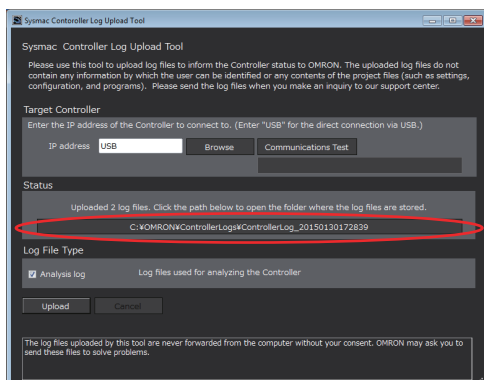 Sysmac Contoroller Log Upload Tool
Sysmac Controller Log Upload Tool
Please use this tool to upload log files to inform the Controller status to OMRON. The uploaded log files do not
contain any information by which the user can be identified or any contents of the project files (such as settings,
configuration, and programs). Please send the log files when you make an inquiry to our support center.
Target Controller
Enter the IP address of the Controller to connect to. (Enter "USB" for the direct connection via USB.)
IP address USB Browse Communications Test
Status
Uploaded 2 log files. Click the path below to open the folder where the log files are stored.
C:¥OMRON¥ControllerLogs¥ControllerLog_20150130172839
Log File Type
Analysis log Log files used for analyzing the Controller
Upload Cancel
The log files uploaded by this tool are never forwarded from the computer without your consent. OMRON may ask you to
send these files to solve problems.